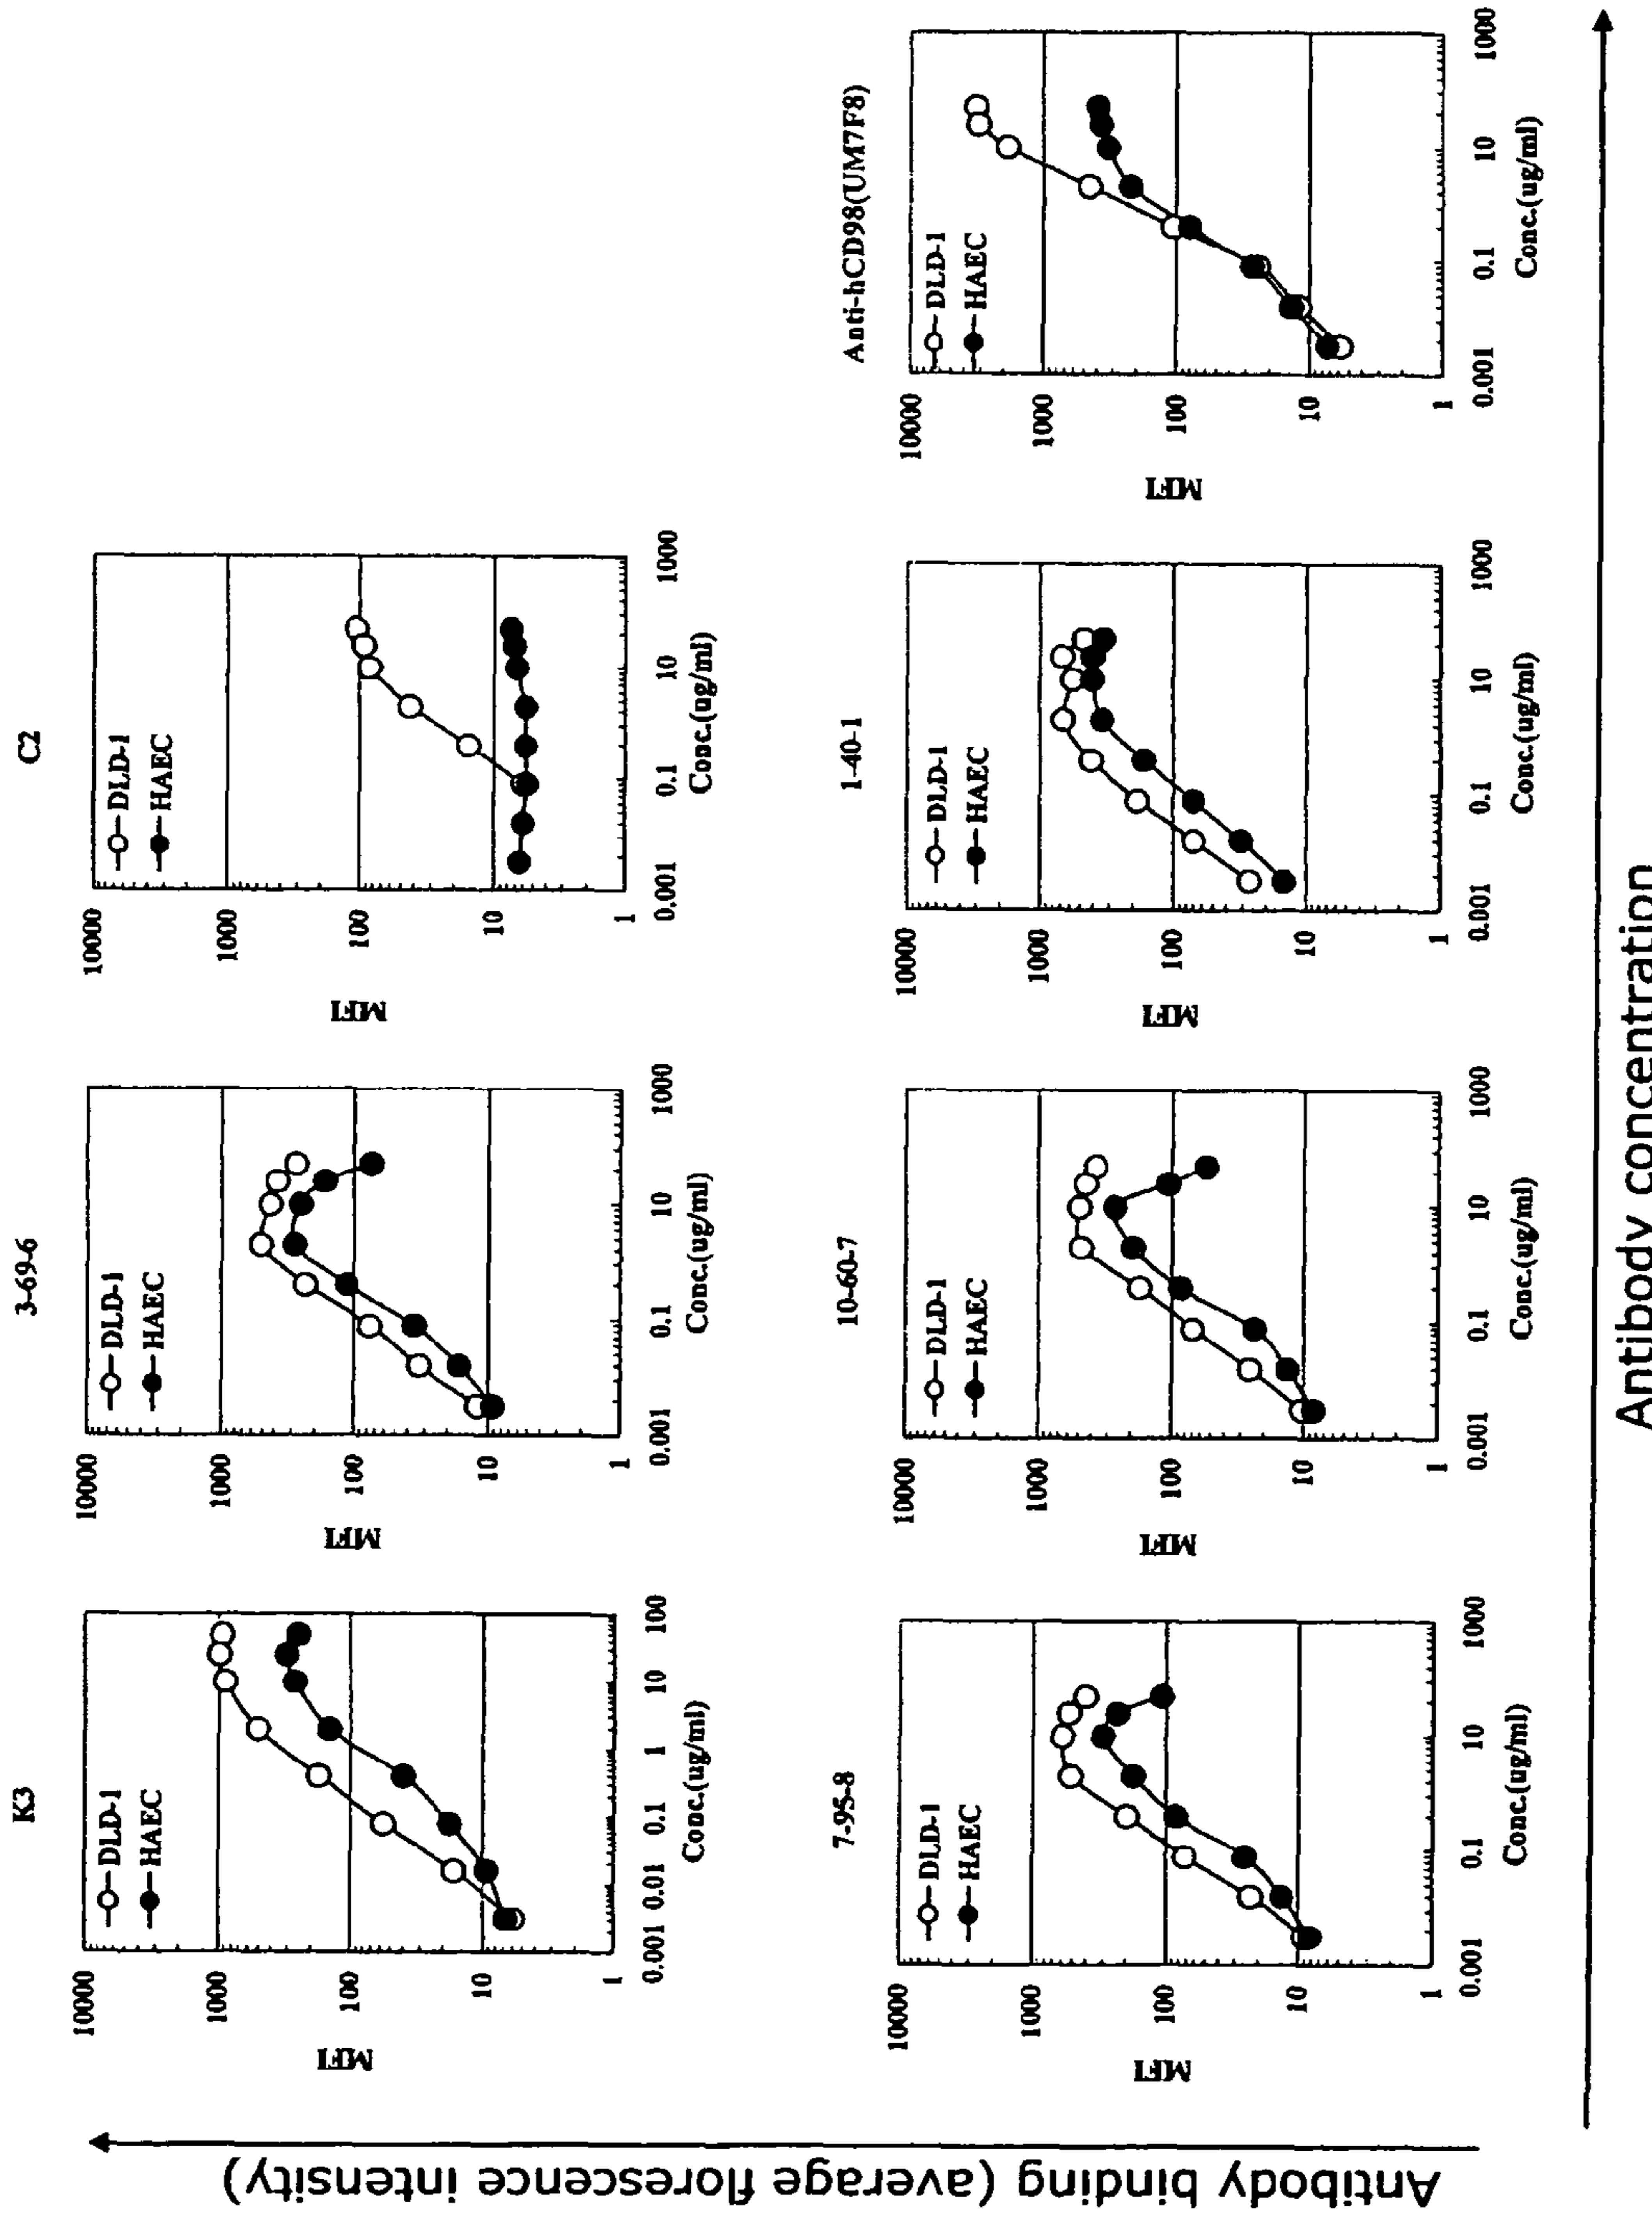 Antibody binding (average florescence intensity)
K3
10000
1000
100
10
1
MFI
DLD-1
HAEC
0.001 0.01 0.1 1 10 100
Conc.(ug/ml)
3-69-6
10000
1000
100
10
1
MFI
DLD-1
HAEC
0.001 0.1 10 1000
Conc.(ug/ml)
C2
10000
1000
100
10
1
MFI
DLD-1
HAEC
0.001 0.1 10 1000
Conc.(ug/ml)
7-95-8
10000
1000
100
10
1
MFI
DLD-1
HAEC
0.001 0.1 10 1000
Conc.(ug/ml)
10-60-7
10000
1000
100
10
1
MFI
DLD-1
HAEC
0.001 0.1 10 1000
Conc.(ug/ml)
1-40-1
10000
1000
100
10
1
MFI
DLD-1
HAEC
0.001 0.1 10 1000
Conc.(ug/ml)
Anti-hCD98(UM7F8)
10000
1000
100
10
1
MFI
DLD-1
HAEC
0.001 0.1 10 1000
Conc.(ug/ml)
Antibody concentration